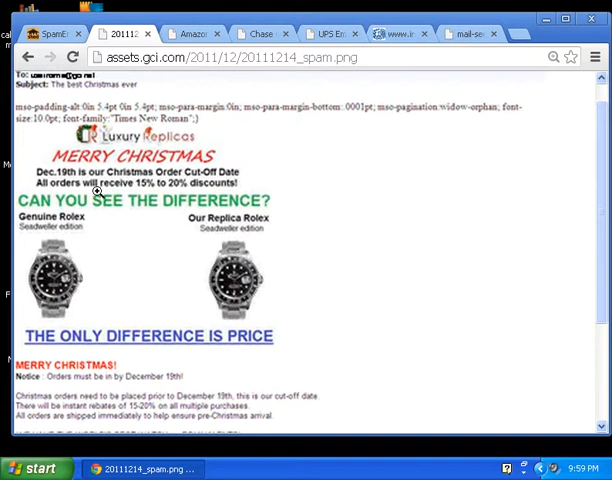 SpamEr
20111
Amazor
Chase
UPS Em
www.ir
mail-se
assets.gci.com/2011/12/20111214_spam.png
To:
Subject: The best Christmas ever
mso-padding-alt:0in 5.4pt 0in 5.4pt; mso-para-margin:0in; mso-para-margin-bottom:.0001pt; mso-pagination:widow-orphan; font-
size:10.0pt; font-family:"Times New Roman";}
Luxury Replicas
MERRY CHRISTMAS
Dec.19th is our Christmas Order Cut-Off Date
All orders will receive 15% to 20% discounts!
CAN YOU SEE THE DIFFERENCE?
Genuine Rolex
Our Replica Rolex
Seadweller edition
Seadweller edition
THE ONLY DIFFERENCE IS PRICE
MERRY CHRISTMAS!
Notice : Orders must be in by December 19th!
Christmas orders need to be placed prior to December 19th, this is our cut-off date.
There will be instant rebates of 15-20% on all multiple purchases.
All orders are shipped immediately to help ensure pre-Christmas arrival.
start
20111214_spam.png ...
9:59 PM